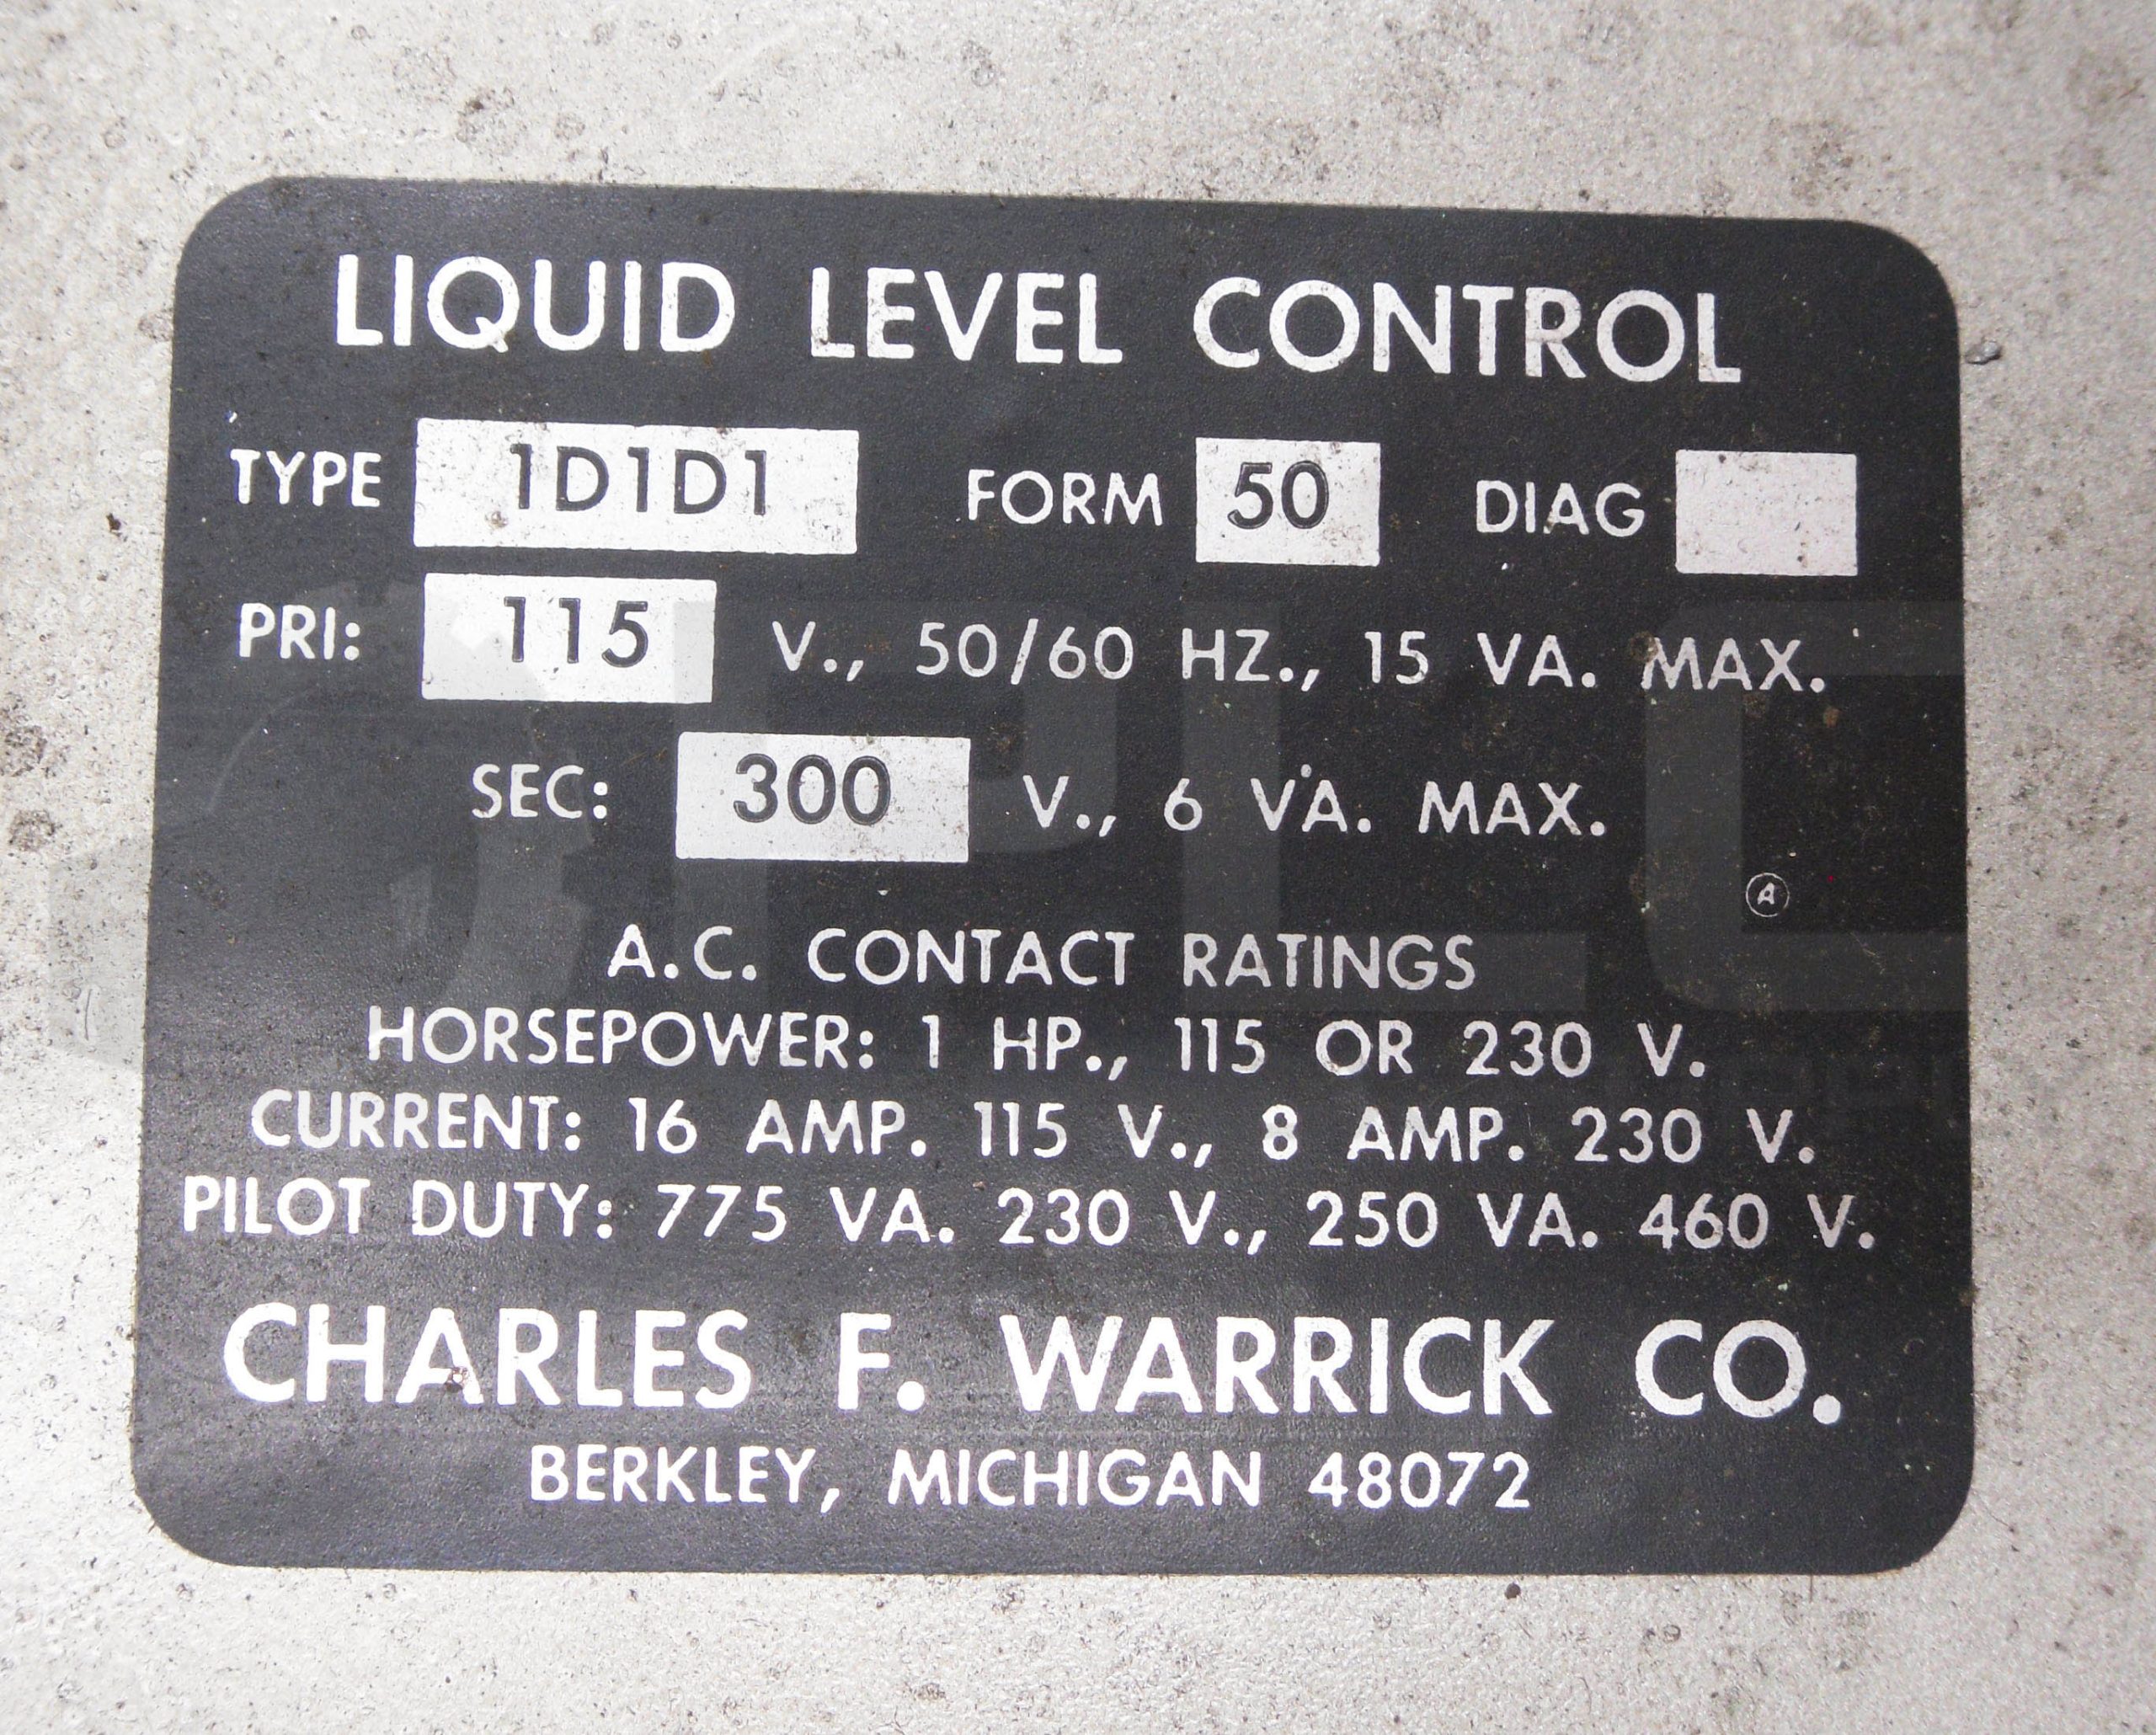 LIQUID LEVEL CONTROL
TYPE 1D1D1 FORM 50 DIAG
PRI: 115 V., 50/60 HZ., 15 VA. MAX.
SEC: 300 V., 6 VA. MAX.
A
A.C. CONTACT RATINGS
HORSEPOWER: 1 HP., 115 OR 230 V.
CURRENT: 16 AMP. 115 V., 8 AMP. 230 V.
PILOT DUTY: 775 VA. 230 V., 250 VA. 460 V.
CHARLES F. WARRICK CO.
BERKLEY, MICHIGAN 48072
PLC